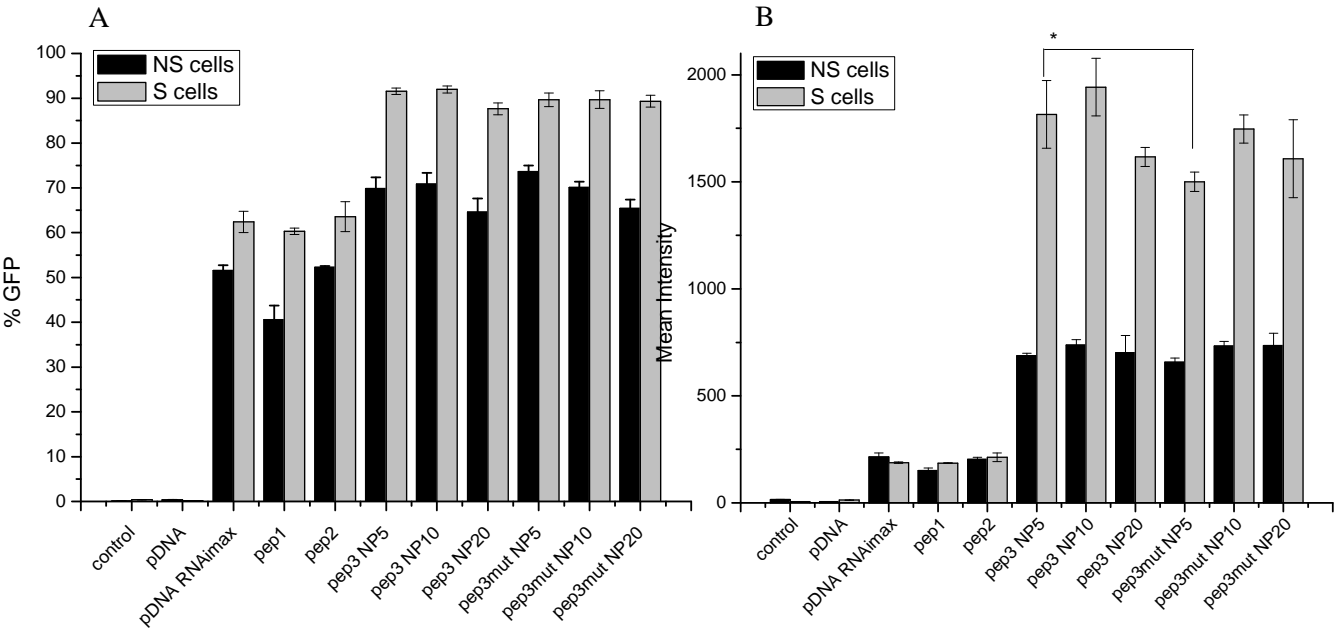 A
NS cells
S cells
% GFP
100
90
80
70
60
50
40
30
20
10
0
control
pDNA
pDNA RNAimax
pep1
pep2
pep3 NP5
pep3 NP10
pep3 NP20
pep3mut NP5
pep3mut NP10
pep3mut NP20
B
*
NS cells
S cells
Mean Intensity
2000
1500
1000
500
0
control
pDNA
pDNA RNAimax
pep1
pep2
pep3 NP5
pep3 NP10
pep3 NP20
pep3mut NP5
pep3mut NP10
pep3mut NP20